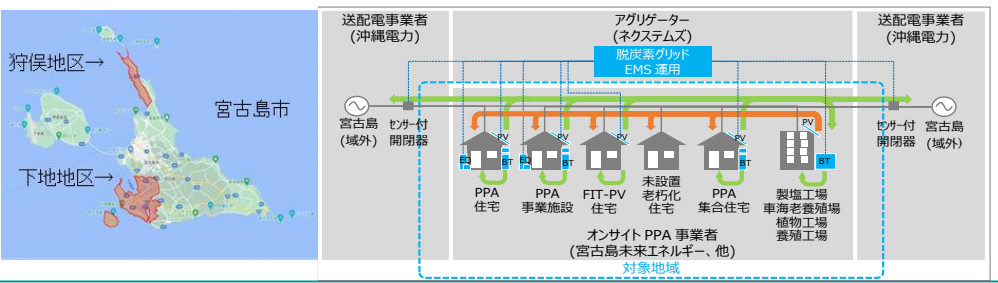 狩俣地区→
宮古島市
下地地区→
送配電事業者
(沖縄電力)
アグリゲーター
(ネクステムズ)
送配電事業者
(沖縄電力)
脱炭素グリッド
EMS 運用
宮古島
(域外)
センサー付
開閉器
PV
EQ
BT
PV
EQ
BT
PV
PV
BT
PV
BT
センサー付
開閉器
宮古島
(域外)
PPA
住宅
PPA
事業施設
FIT-PV
住宅
未設置
老朽化
住宅
PPA
集合住宅
製塩工場
車海老養殖場
植物工場
養殖工場
オンサイト PPA 事業者
(宮古島未来エネルギー、他)
対象地域